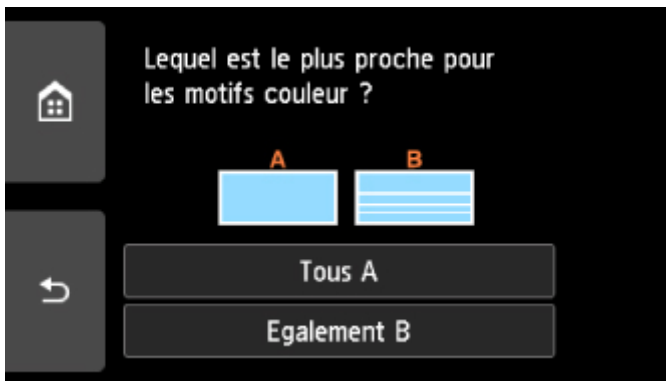 Lequel est le plus proche pour
les motifs couleur ?
A B
Tous A
Egalement B